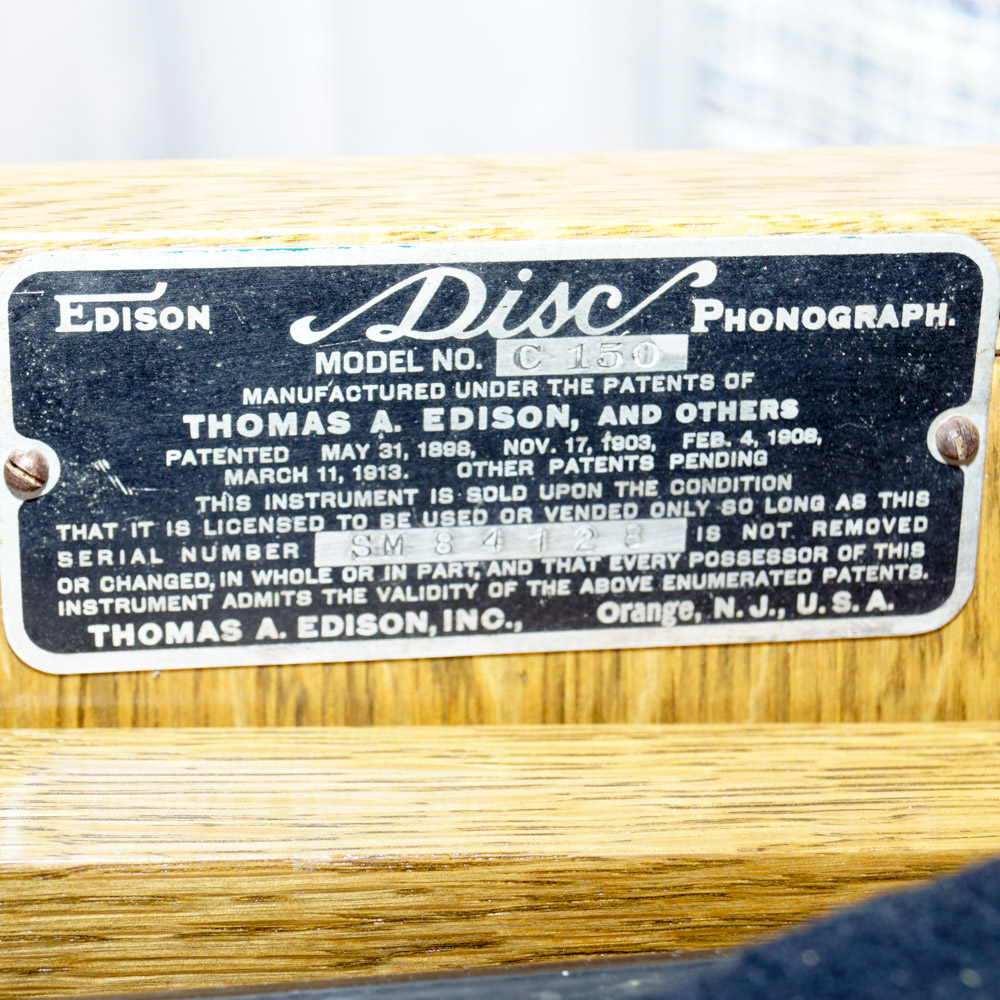 EDISON Disc PHONOGRAPH.
MODEL NO. C 150
MANUFACTURED UNDER THE PATENTS OF
THOMAS A. EDISON, AND OTHERS
PATENTED MAY 31, 1898, NOV. 17, 1903, FEB. 4, 1908,
MARCH 11, 1913. OTHER PATENTS PENDING
THIS INSTRUMENT IS SOLD UPON THE CONDITION
THAT IT IS LICENSED TO BE USED OR VENDED ONLY SO LONG AS THIS
SERIAL NUMBER SM 84128 IS NOT REMOVED
OR CHANGED, IN WHOLE OR IN PART, AND THAT EVERY POSSESSOR OF THIS
INSTRUMENT ADMITS THE VALIDITY OF THE ABOVE ENUMERATED PATENTS.
THOMAS A. EDISON, INC., Orange, N. J., U. S. A.